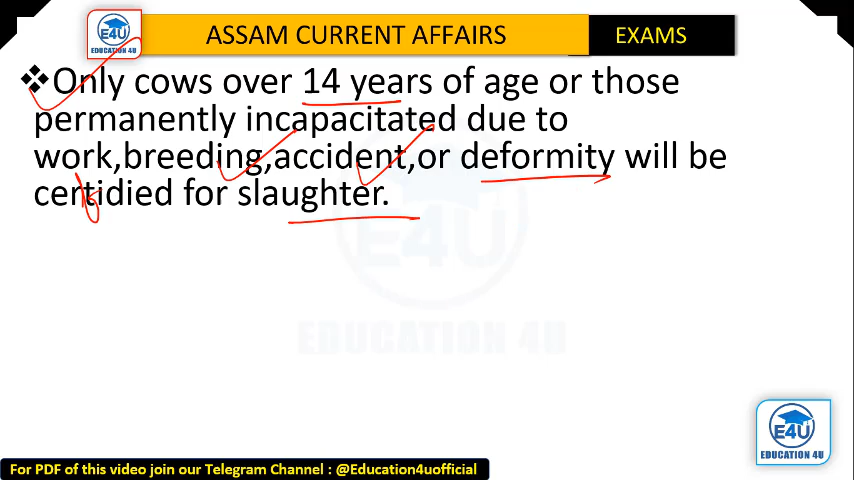 E4U
EDUCATION 4U
ASSAM CURRENT AFFAIRS
EXAMS
❖Only cows over 14 years of age or those
permanently incapacitated due to
work,breeding,accident,or deformity will be
certidied for slaughter.
E4U
EDUCATION 4U
E4U
EDUCATION 4U
For PDF of this video join our Telegram Channel : @Education4uofficial